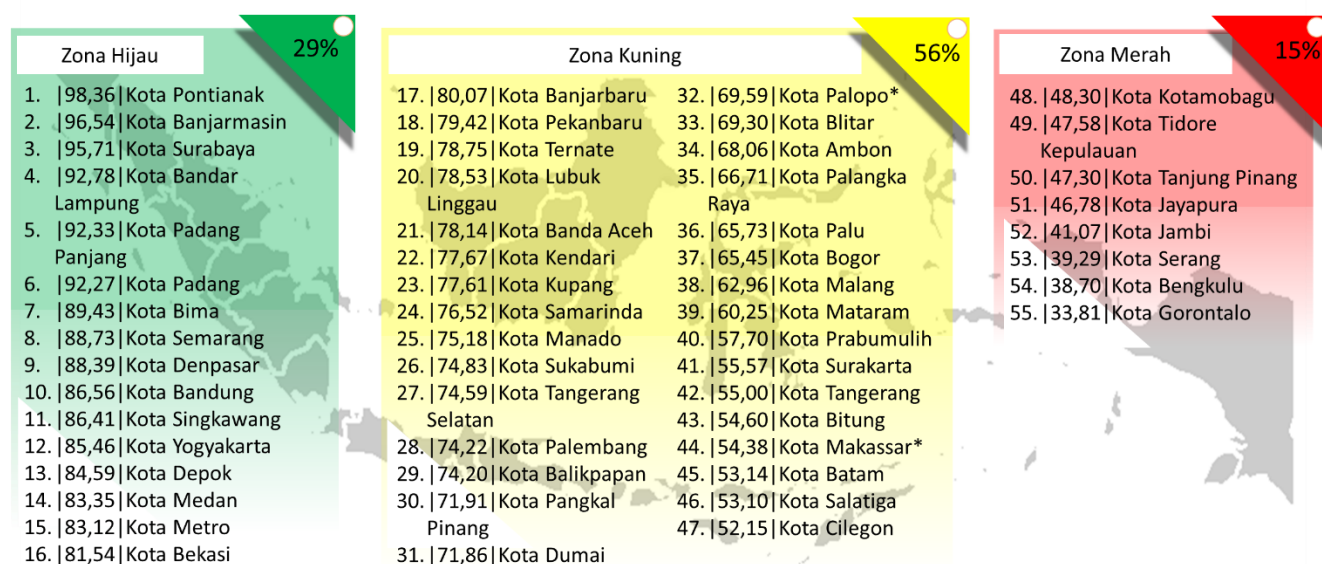 Zona Hijau
29%
1. |98,36|Kota Pontianak
2. |96,54|Kota Banjarmasin
3. |95,71|Kota Surabaya
4. |92,78|Kota Bandar
Lampung
5. |92,33|Kota Padang
Panjang
6. |92,27|Kota Padang
7. |89,43|Kota Bima
8. |88,73|Kota Semarang
9. |88,39|Kota Denpasar
10. |86,56|Kota Bandung
11. |86,41|Kota Singkawang
12. |85,46|Kota Yogyakarta
13. |84,59|Kota Depok
14. |83,35|Kota Medan
15. |83,12|Kota Metro
16. |81,54|Kota Bekasi
Zona Kuning
56%
17. |80,07|Kota Banjarbaru
18. |79,42|Kota Pekanbaru
19. |78,75|Kota Ternate
20. |78,53|Kota Lubuk
Linggau
21. |78,14|Kota Banda Aceh
22. |77,67|Kota Kendari
23. |77,61|Kota Kupang
24. |76,52|Kota Samarinda
25. |75,18|Kota Manado
26. |74,83|Kota Sukabumi
27. |74,59|Kota Tangerang
Selatan
28. |74,22|Kota Palembang
29. |74,20|Kota Balikpapan
30. |71,91|Kota Pangkal
Pinang
31. |71,86|Kota Dumai
32. |69,59|Kota Palopo*
33. |69,30|Kota Blitar
34. |68,06|Kota Ambon
35. |66,71|Kota Palangka
Raya
36. |65,73|Kota Palu
37. |65,45|Kota Bogor
38. |62,96|Kota Malang
39. |60,25|Kota Mataram
40. |57,70|Kota Prabumulih
41. |55,57|Kota Surakarta
42. |55,00|Kota Tangerang
43. |54,60|Kota Bitung
44. |54,38|Kota Makassar*
45. |53,14|Kota Batam
46. |53,10|Kota Salatiga
47. |52,15|Kota Cilegon
Zona Merah
15%
48. |48,30|Kota Kotamobagu
49. |47,58|Kota Tidore
Kepulauan
50. |47,30|Kota Tanjung Pinang
51. |46,78|Kota Jayapura
52. |41,07|Kota Jambi
53. |39,29|Kota Serang
54. |38,70|Kota Bengkulu
55. |33,81|Kota Gorontalo